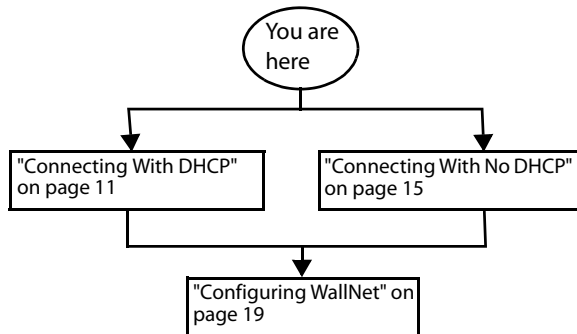 You are
here
"Connecting With DHCP"
on page 11
"Connecting With No DHCP"
on page 15
"Configuring WallNet" on
page 19